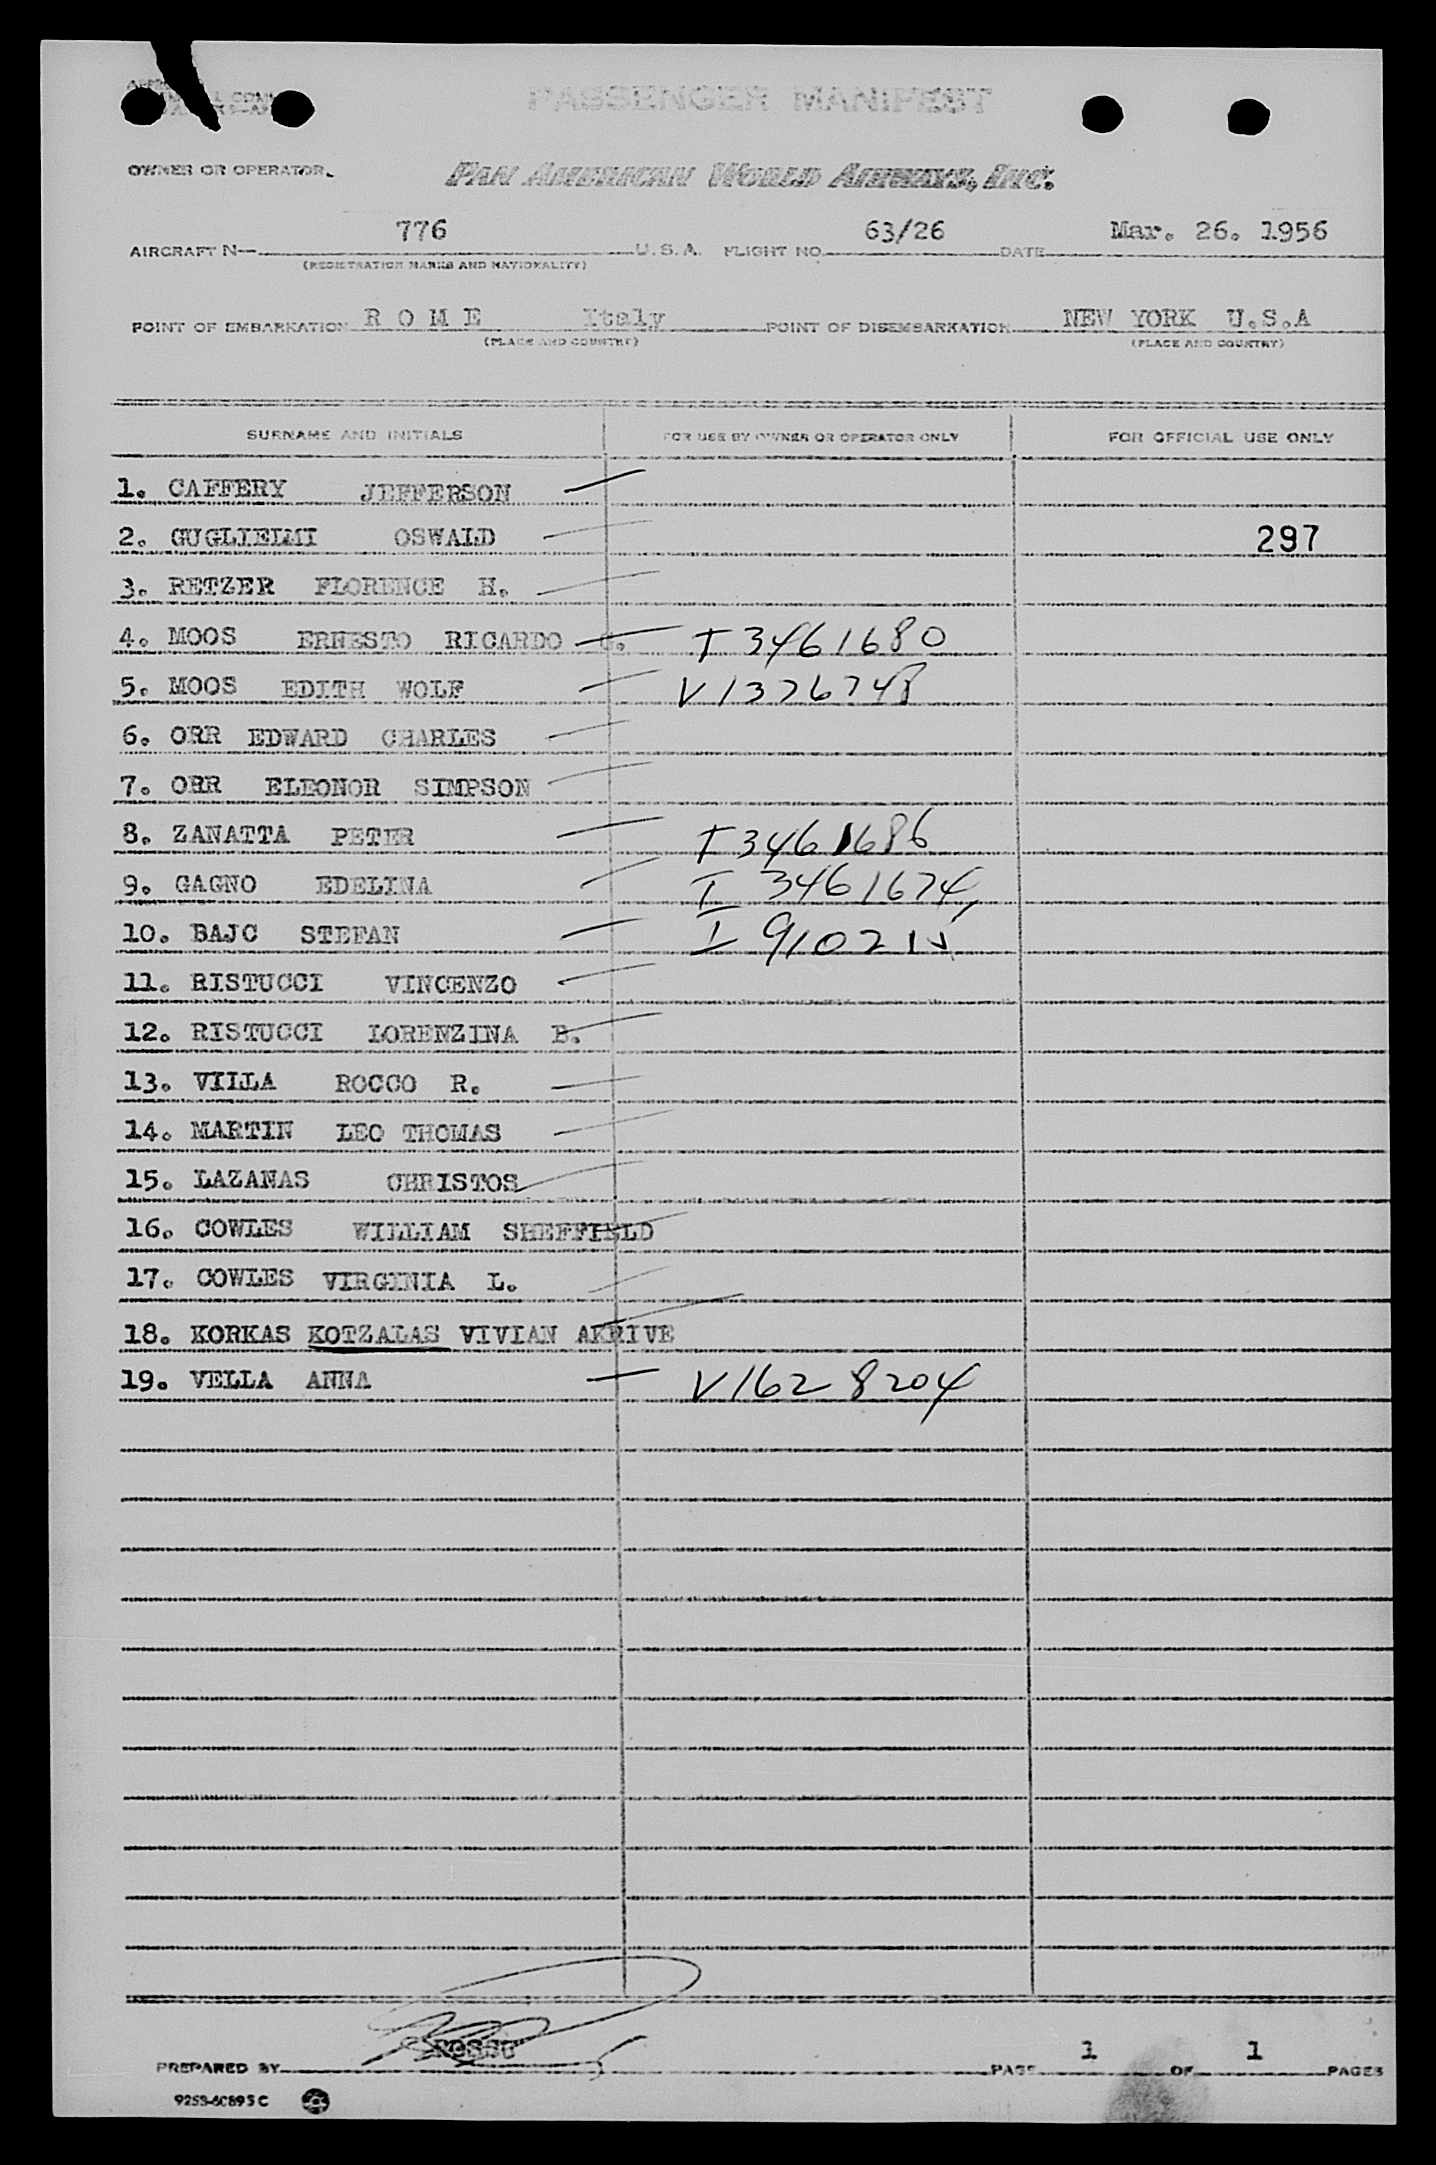 PASSENGER MANIFEST
OWNER OR OPERATOR. PAN AMERICAN WORLD AIRWAYS, INC.
AIRCRAFT N— 776 U.S.A. FLIGHT NO. 63/26 DATE Mar. 26. 1956
(REGISTRATION MARKS AND NATIONALITY)
POINT OF EMBARKATION R O M E Italy POINT OF DISEMBARKATION NEW YORK U.S.A
(PLACE AND COUNTRY) (PLACE AND COUNTRY)
SURNAME AND INITIALS FOR USE BY OWNER OR OPERATOR ONLY FOR OFFICIAL USE ONLY
1. CAFFERY JEFFERSON
2. GUGLIELMI OSWALD 297
3. RETZER FLORENCE H.
4. MOOS ERNESTO RICARDO G. I 3461680
5. MOOS EDITH WOLF V1376748
6. ORR EDWARD CHARLES
7. ORR ELEONOR SIMPSON
8. ZANATTA PETER I 3461686
9. GAGNO EDELINA I 3461674
10. BAJC STEFAN I 910215
11. RISTUCCI VINCENZO
12. RISTUCCI LORENZINA B.
13. VILLA ROCCO R.
14. MARTIN LEO THOMAS
15. LAZANAS CHRISTOS
16. COWLES WILLIAM SHEFFIELD
17. COWLES VIRGINIA L.
18. KORKAS KOTZALAS VIVIAN AKRIVE
19. VELLA ANNA V1628204
PREPARED BY PAGE 1 OF 1 PAGES